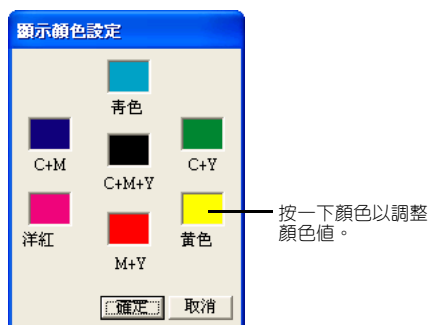 顯示顏色設定
青色
C+M
C+M+Y
C+Y
洋紅
M+Y
黃色
按一下顏色以調整
顏色值。
確定
取消